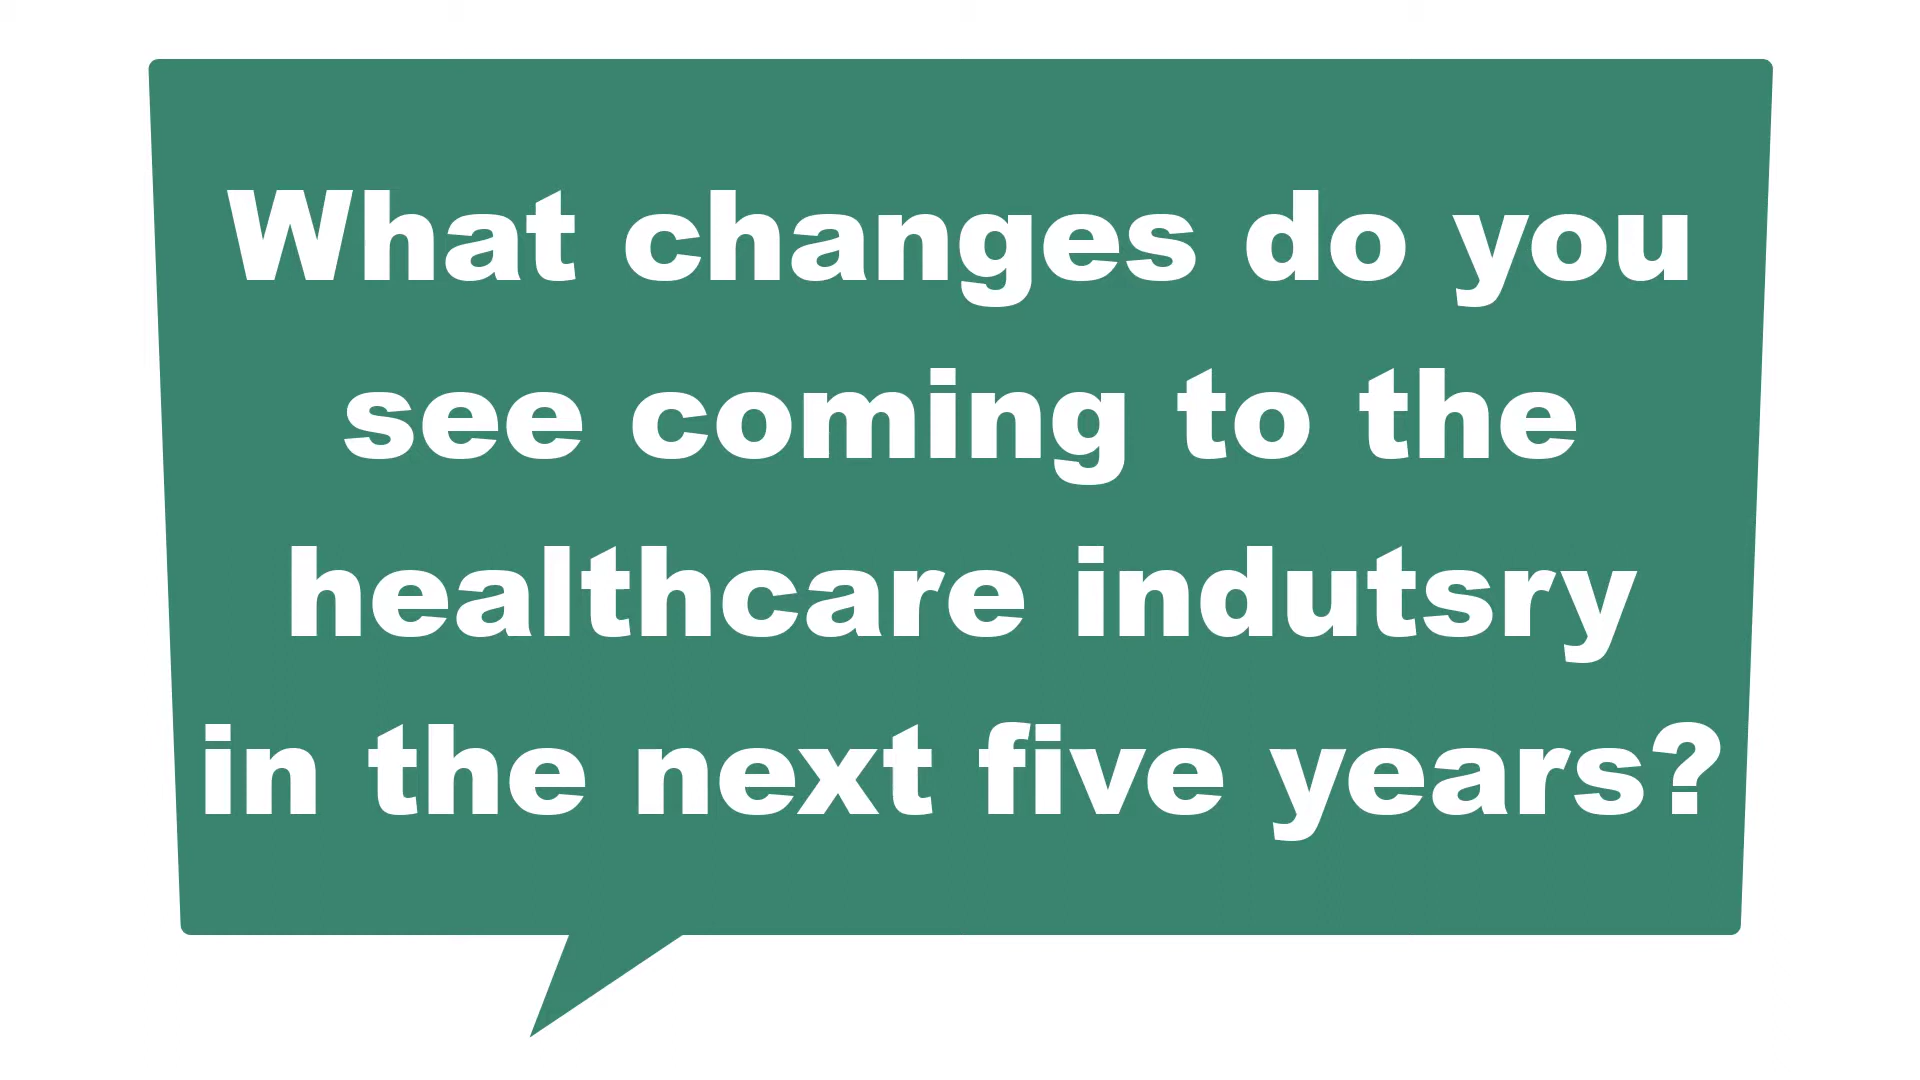 What changes do you
see coming to the
healthcare indutsry
in the next five years?